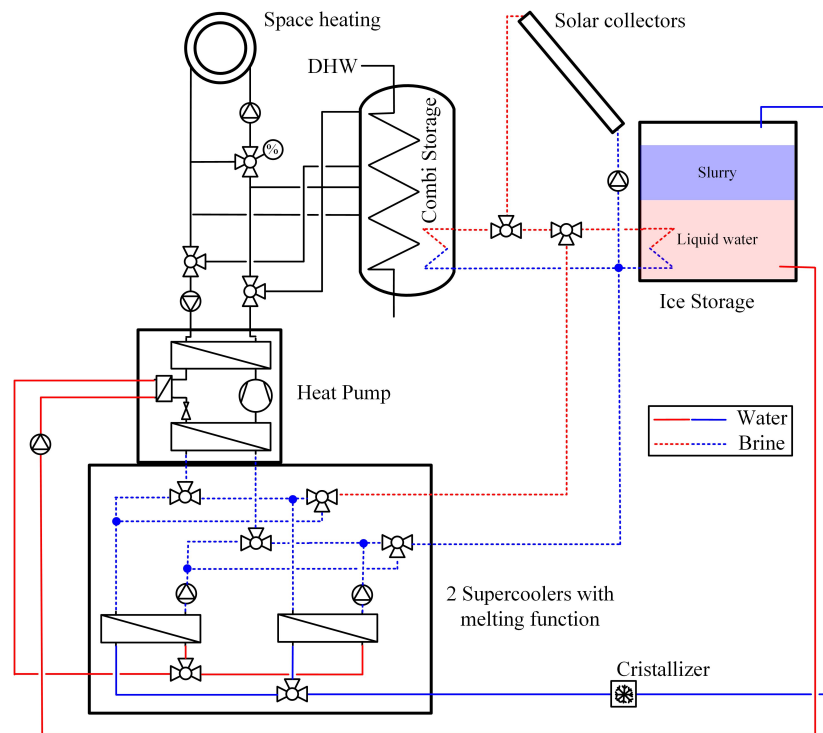 Space heating
Solar collectors
DHW
%
Combi Storage
Slurry
Liquid water
Ice Storage
Heat Pump
Water
Brine
2 Supercoolers with
melting function
Cristallizer